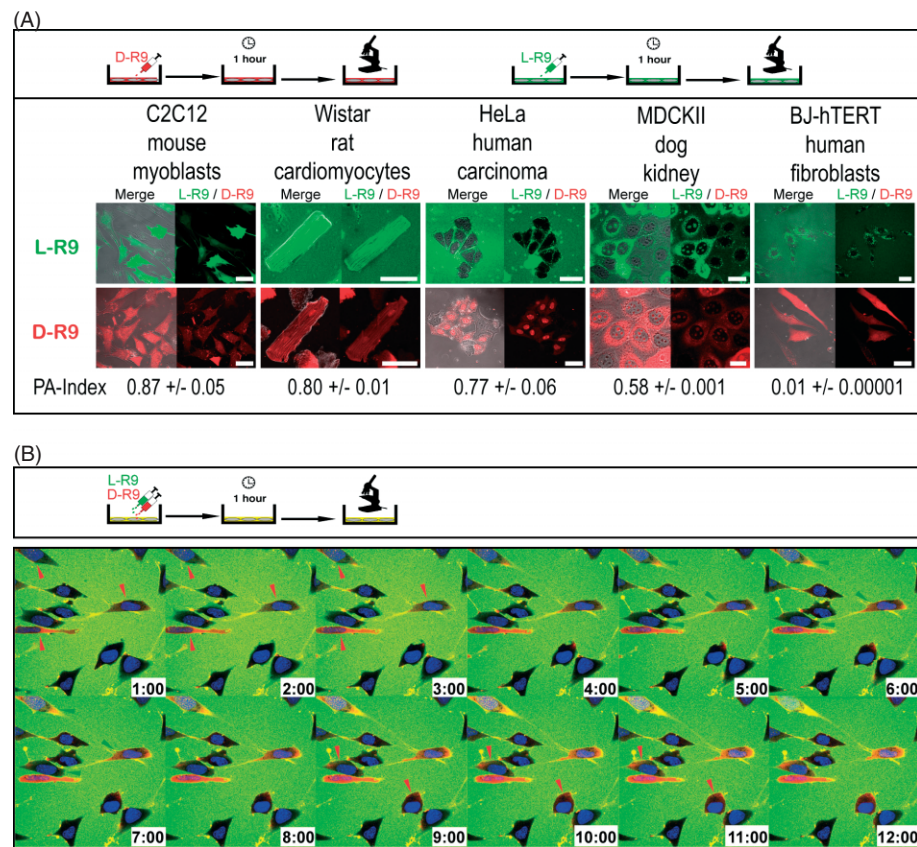 (A)
D-R9
1 hour
L-R9
1 hour
C2C12 mouse myoblasts
Wistar rat cardiomyocytes
HeLa human carcinoma
MDCKII dog kidney
BJ-hTERT human fibroblasts
Merge L-R9 / D-R9 Merge L-R9 / D-R9 Merge L-R9 / D-R9 Merge L-R9 / D-R9 Merge L-R9 / D-R9
L-R9
D-R9
PA-Index 0.87 +/- 0.05 0.80 +/- 0.01 0.77 +/- 0.06 0.58 +/- 0.001 0.01 +/- 0.00001
(B)
L-R9
D-R9
1 hour
1:00 2:00 3:00 4:00 5:00 6:00
7:00 8:00 9:00 10:00 11:00 12:00